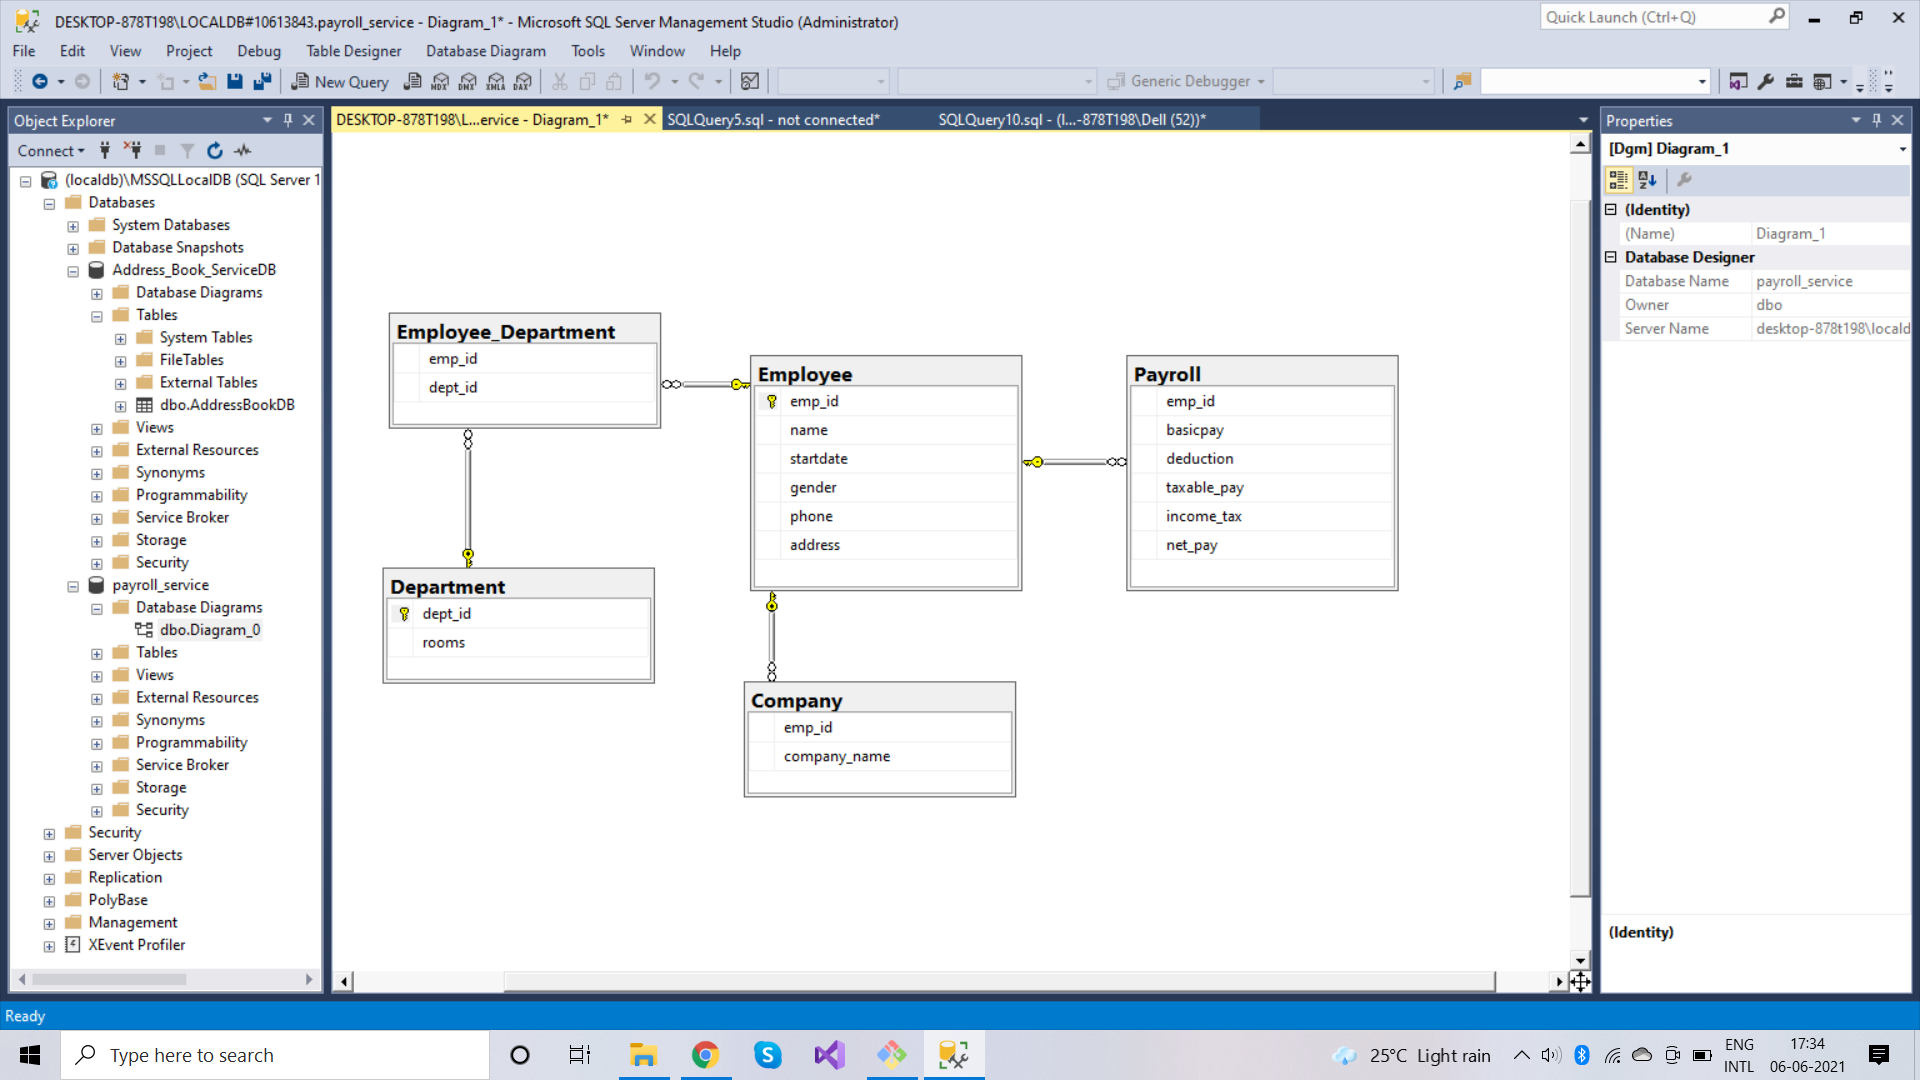 DESKTOP-878T198\LOCALDB#10613843.payroll_service - Diagram_1* - Microsoft SQL Server Management Studio (Administrator)
Quick Launch (Ctrl+Q)
File Edit View Project Debug Table Designer Database Diagram Tools Window Help
New Query MDX DMX XMLA DAX Generic Debugger
Object Explorer
Connect
(localdb)\MSSQLLocalDB (SQL Server 1
Databases
System Databases
Database Snapshots
Address_Book_ServiceDB
Database Diagrams
Tables
System Tables
FileTables
External Tables
dbo.AddressBookDB
Views
External Resources
Synonyms
Programmability
Service Broker
Storage
Security
payroll_service
Database Diagrams
dbo.Diagram_0
Tables
Views
External Resources
Synonyms
Programmability
Service Broker
Storage
Security
Security
Server Objects
Replication
PolyBase
Management
XEvent Profiler
DESKTOP-878T198\L...ervice - Diagram_1* SQLQuery5.sql - not connected* SQLQuery10.sql - (l...-878T198\Dell (52))*
Employee_Department
emp_id
dept_id
Employee
emp_id
name
startdate
gender
phone
address
Payroll
emp_id
basicpay
deduction
taxable_pay
income_tax
net_pay
Department
dept_id
rooms
Company
emp_id
company_name
Properties
[Dgm] Diagram_1
(Identity)
(Name) Diagram_1
Database Designer
Database Name payroll_service
Owner dbo
Server Name desktop-878t198\locald
(Identity)
Ready
Type here to search
25°C Light rain
ENG
INTL
17:34
06-06-2021